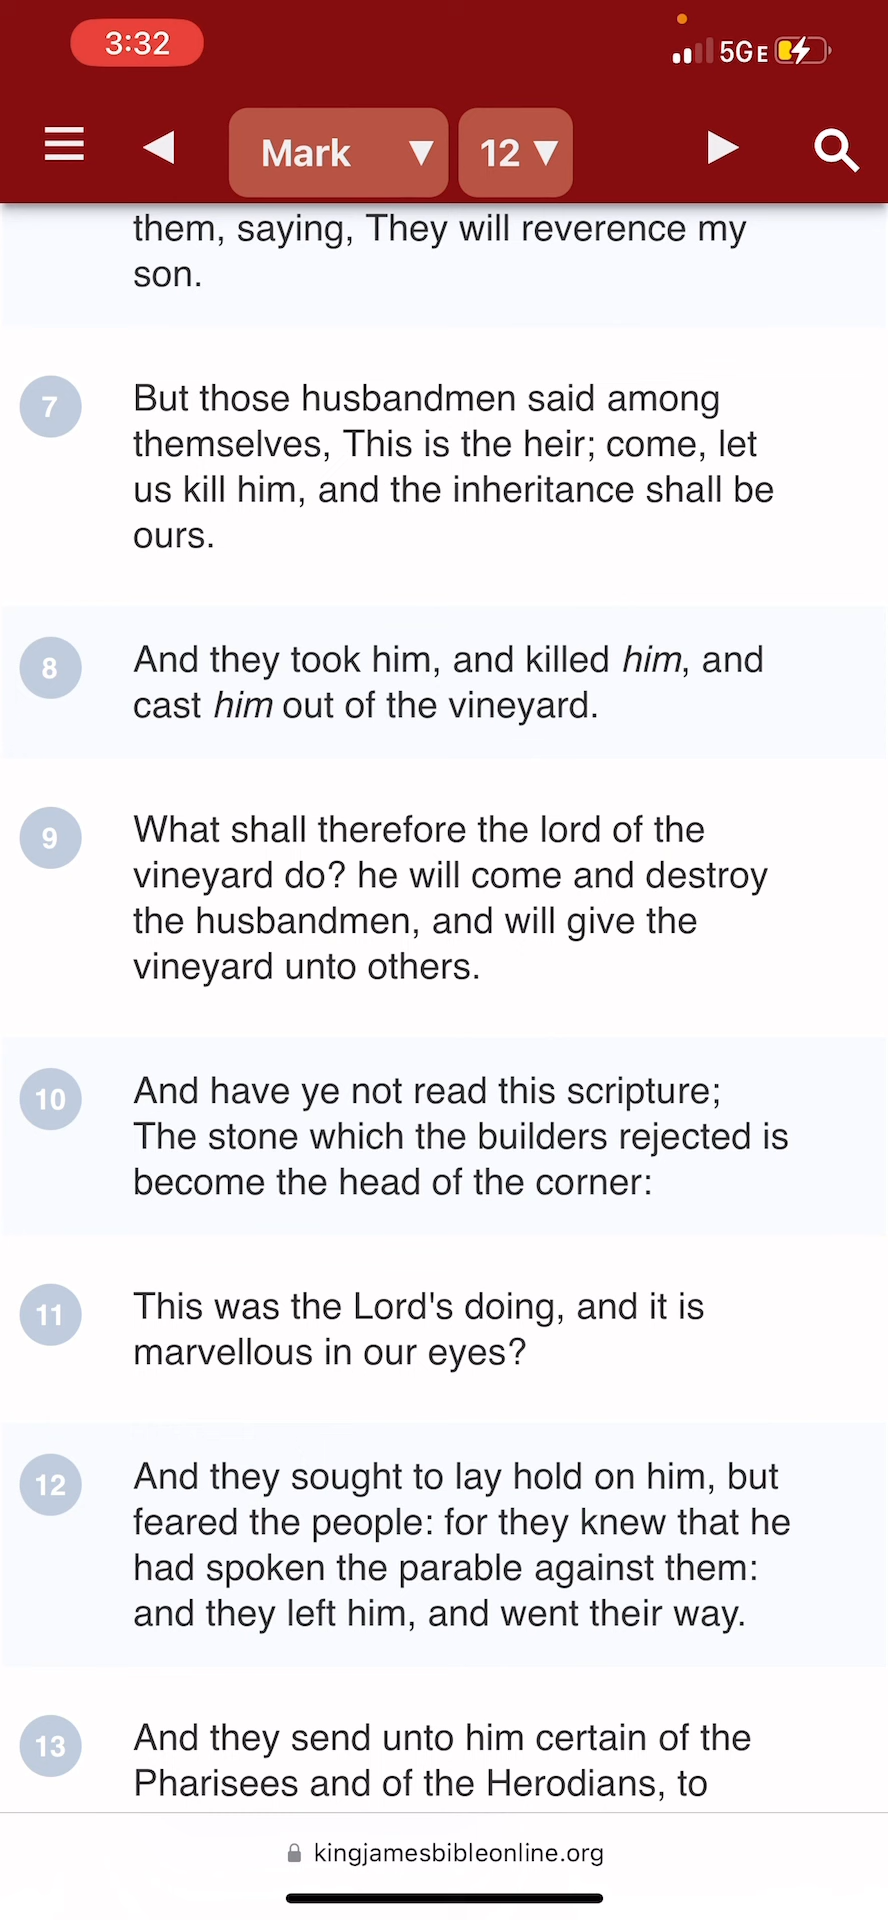 3:32
5GE
Mark ▼ 12 ▼
them, saying, They will reverence my
son.
7
But those husbandmen said among
themselves, This is the heir; come, let
us kill him, and the inheritance shall be
ours.
8
And they took him, and killed him, and
cast him out of the vineyard.
9
What shall therefore the lord of the
vineyard do? he will come and destroy
the husbandmen, and will give the
vineyard unto others.
10
And have ye not read this scripture;
The stone which the builders rejected is
become the head of the corner:
11
This was the Lord's doing, and it is
marvellous in our eyes?
12
And they sought to lay hold on him, but
feared the people: for they knew that he
had spoken the parable against them:
and they left him, and went their way.
13
And they send unto him certain of the
Pharisees and of the Herodians, to
kingjamesbibleonline.org